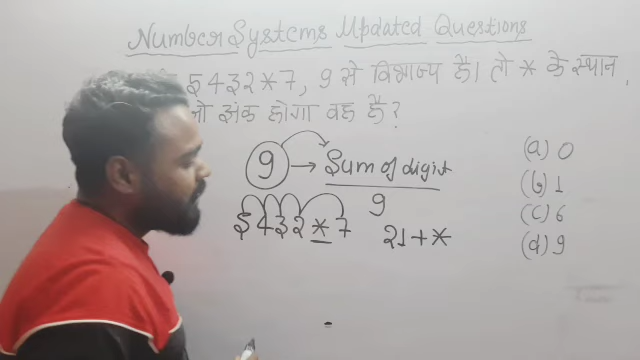 Number Systems Updated Questions
5432*7, 9 से विभाज्य है। तो * के स्थान
जो अंक होगा वह है?
9 → Sum of digit
9
5432*7 21+*
(a) 0
(b) 1
(c) 6
(d) 9